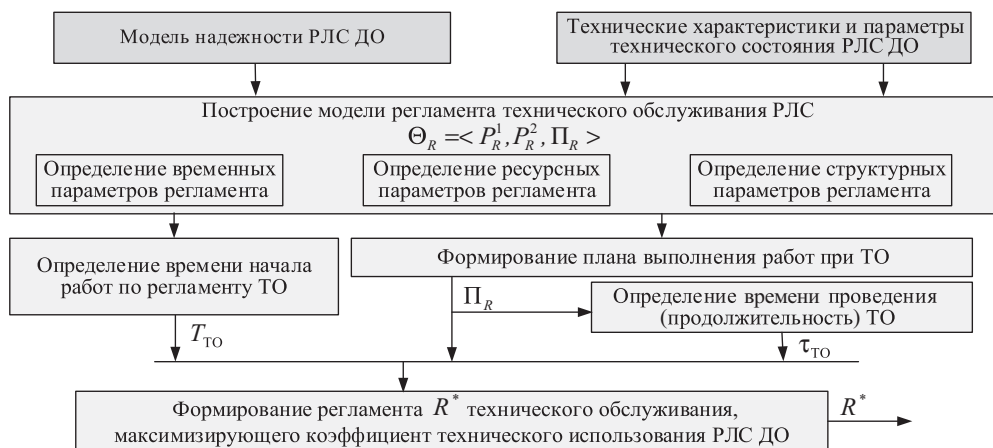 Модель надежности РЛС ДО
Технические характеристики и параметры
технического состояния РЛС ДО
Построение модели регламента технического обслуживания РЛС
Θ_R =< P_R^1, P_R^2, Π_R >
Определение временных
параметров регламента
Определение ресурсных
параметров регламента
Определение структурных
параметров регламента
Определение времени начала
работ по регламенту ТО
Формирование плана выполнения работ при ТО
Π_R
Определение времени проведения
(продолжительность) ТО
T_ТО
τ_ТО
Формирование регламента R* технического обслуживания,
максимизирующего коэффициент технического использования РЛС ДО
R*